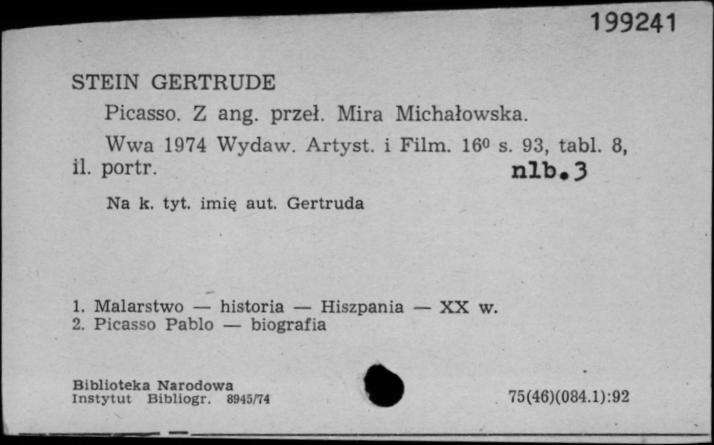 199241
STEIN GERTRUDE
Picasso. Z ang. przeł. Mira Michałowska.
Wwa 1974 Wydaw. Artyst. i Film. 16⁰ s. 93, tabl. 8,
il. portr. nlb.3
Na k. tyt. imię aut. Gertruda
1. Malarstwo — historia — Hiszpania — XX w.
2. Picasso Pablo — biografia
Biblioteka Narodowa
Instytut Bibliogr. 8945/74 75(46)(084.1):92